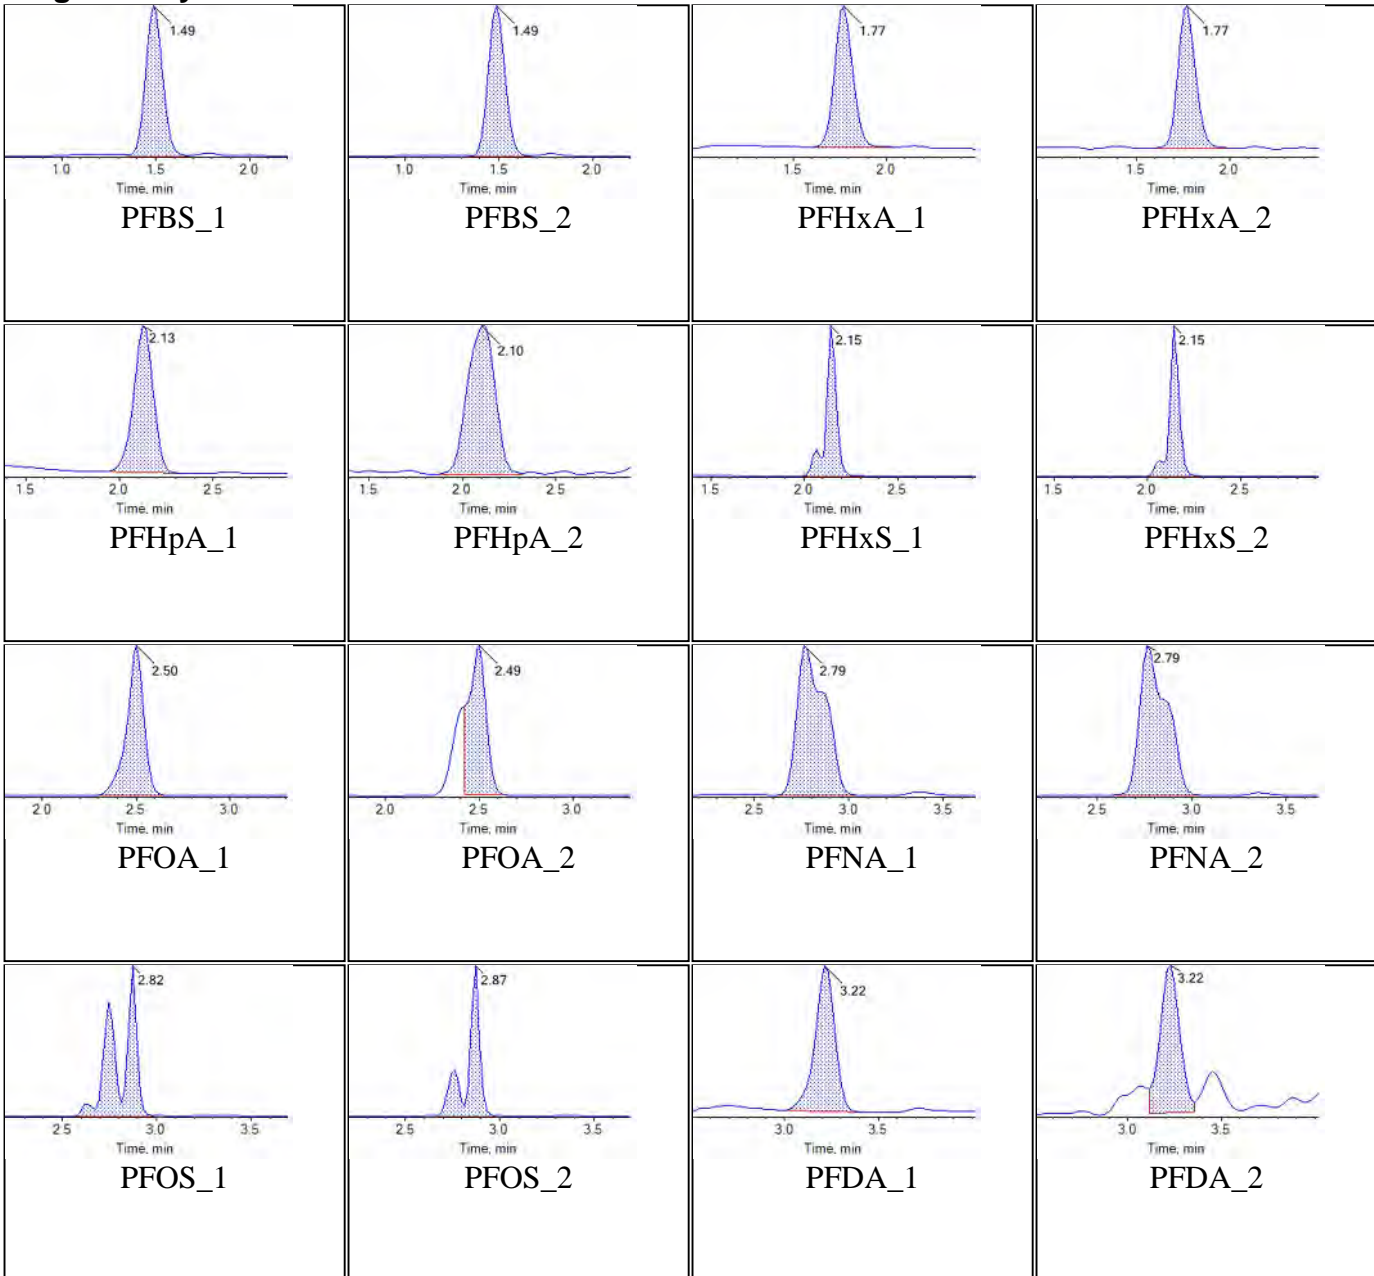 1.49 1.49 1.77 1.77
1.0 1.5 2.0 1.0 1.5 2.0 1.5 2.0 1.5 2.0
Time, min Time, min Time, min Time, min
PFBS_1 PFBS_2 PFHxA_1 PFHxA_2
2.13 2.10 2.15 2.15
1.5 2.0 2.5 1.5 2.0 2.5 1.5 2.0 2.5 1.5 2.0 2.5
Time, min Time, min Time, min Time, min
PFHpA_1 PFHpA_2 PFHxS_1 PFHxS_2
2.50 2.49 2.79 2.79
2.0 2.5 3.0 2.0 2.5 3.0 2.5 3.0 3.5 2.5 3.0 3.5
Time, min Time, min Time, min Time, min
PFOA_1 PFOA_2 PFNA_1 PFNA_2
2.82 2.87 3.22 3.22
2.5 3.0 3.5 2.5 3.0 3.5 3.0 3.5 3.0 3.5
Time, min Time, min Time, min Time, min
PFOS_1 PFOS_2 PFDA_1 PFDA_2